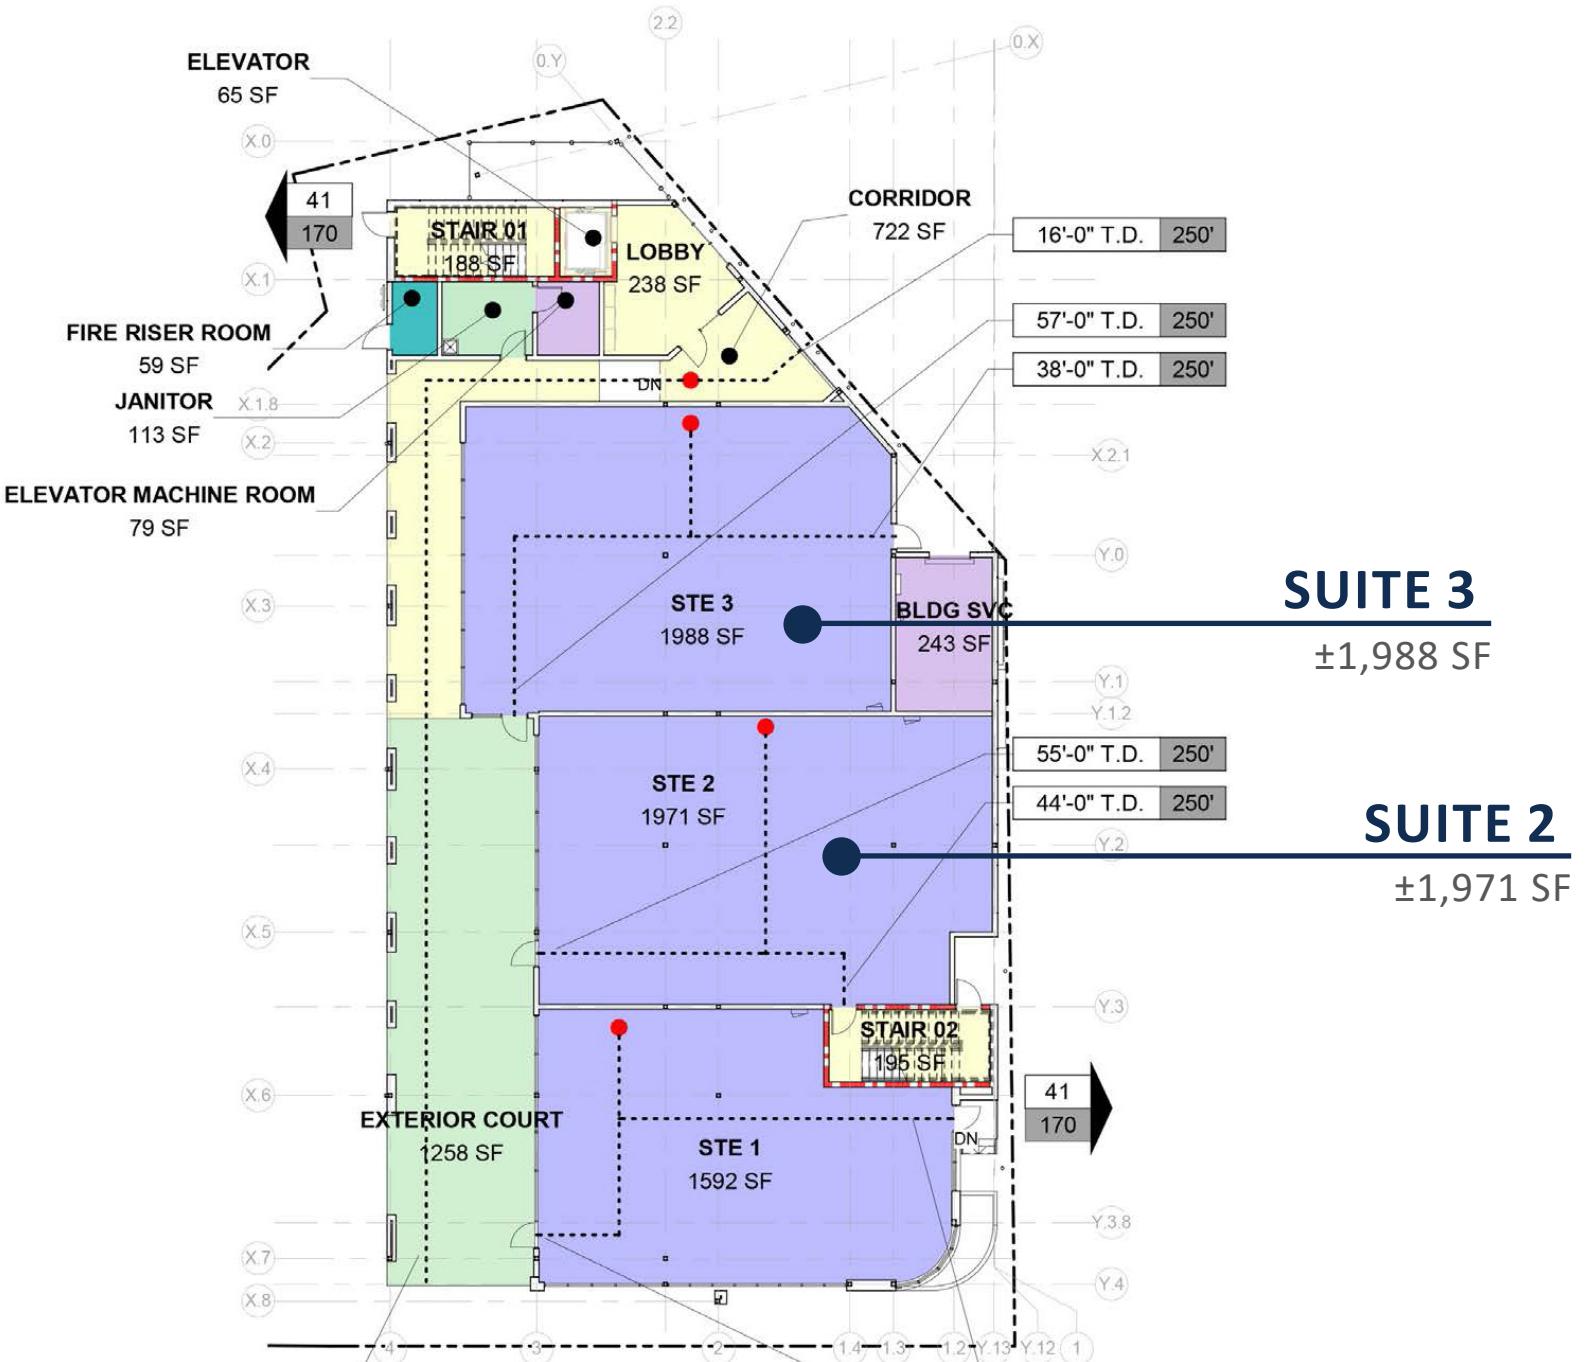 2.2
0.X
0.Y
ELEVATOR
65 SF
X.0
41
170
STAIR 01
188 SF
LOBBY
238 SF
CORRIDOR
722 SF
16'-0" T.D. 250'
X.1
FIRE RISER ROOM
59 SF
57'-0" T.D. 250'
38'-0" T.D. 250'
DN
JANITOR
113 SF
X.1.8
X.2
X.2.1
ELEVATOR MACHINE ROOM
79 SF
Y.0
X.3
STE 3
1988 SF
BLDG SVC
243 SF
SUITE 3
±1,988 SF
Y.1
Y.1.2
X.4
STE 2
1971 SF
55'-0" T.D. 250'
44'-0" T.D. 250'
Y.2
SUITE 2
±1,971 SF
X.5
Y.3
STAIR 02
195 SF
X.6
41
170
EXTERIOR COURT
1258 SF
STE 1
1592 SF
DN
Y.3.8
X.7
Y.4
X.8
4 3 2 1.4 1.3 1.2 Y.13 Y.12 1